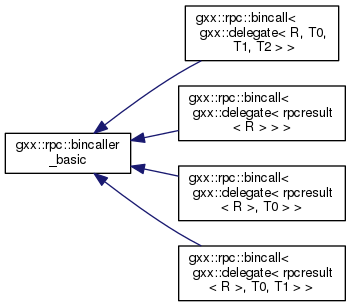 gxx::rpc::bincall<
gxx::delegate< R, T0,
T1, T2 > >
gxx::rpc::bincall<
gxx::delegate< rpcresult
< R > > >
gxx::rpc::bincaller
_basic
gxx::rpc::bincall<
gxx::delegate< rpcresult
< R >, T0 > >
gxx::rpc::bincall<
gxx::delegate< rpcresult
< R >, T0, T1 > >